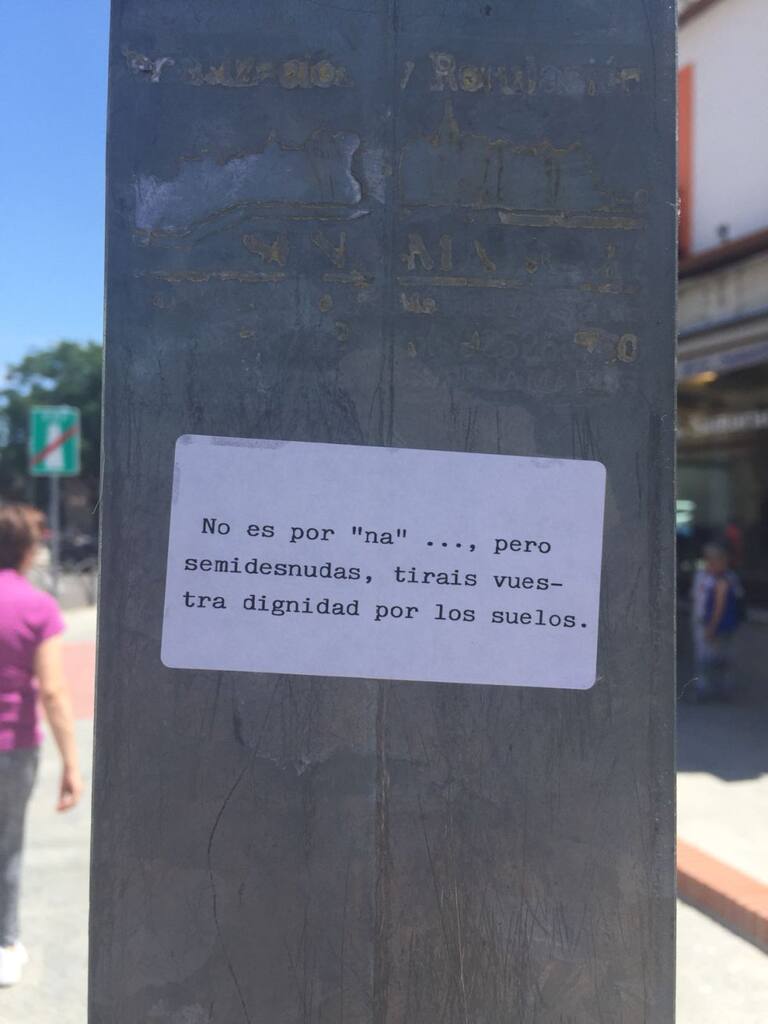 No es por "na" ..., pero
semidesnudas, tirais vues-
tra dignidad por los suelos.